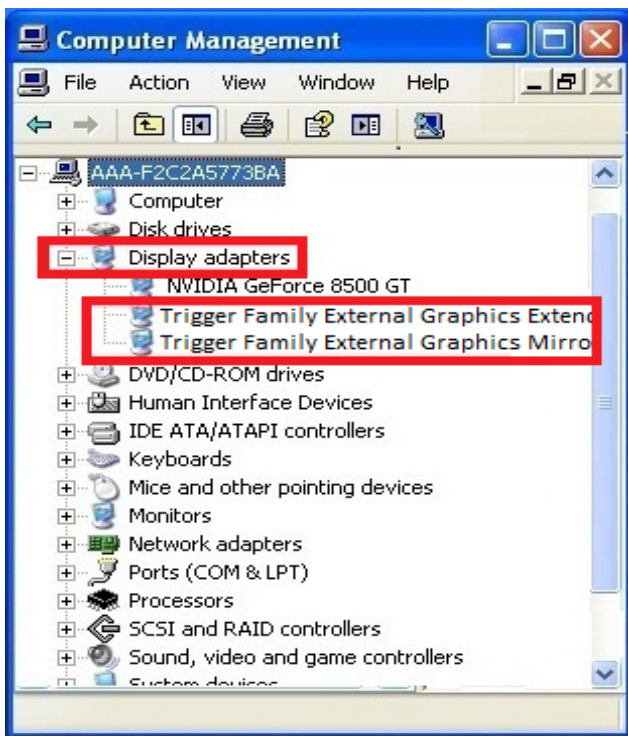 Computer Management
File Action View Window Help
AAA-F2C2A5773BA
Computer
Disk drives
Display adapters
NVIDIA GeForce 8500 GT
Trigger Family External Graphics Extend
Trigger Family External Graphics Mirro
DVD/CD-ROM drives
Human Interface Devices
IDE ATA/ATAPI controllers
Keyboards
Mice and other pointing devices
Monitors
Network adapters
Ports (COM & LPT)
Processors
SCSI and RAID controllers
Sound, video and game controllers
System devices